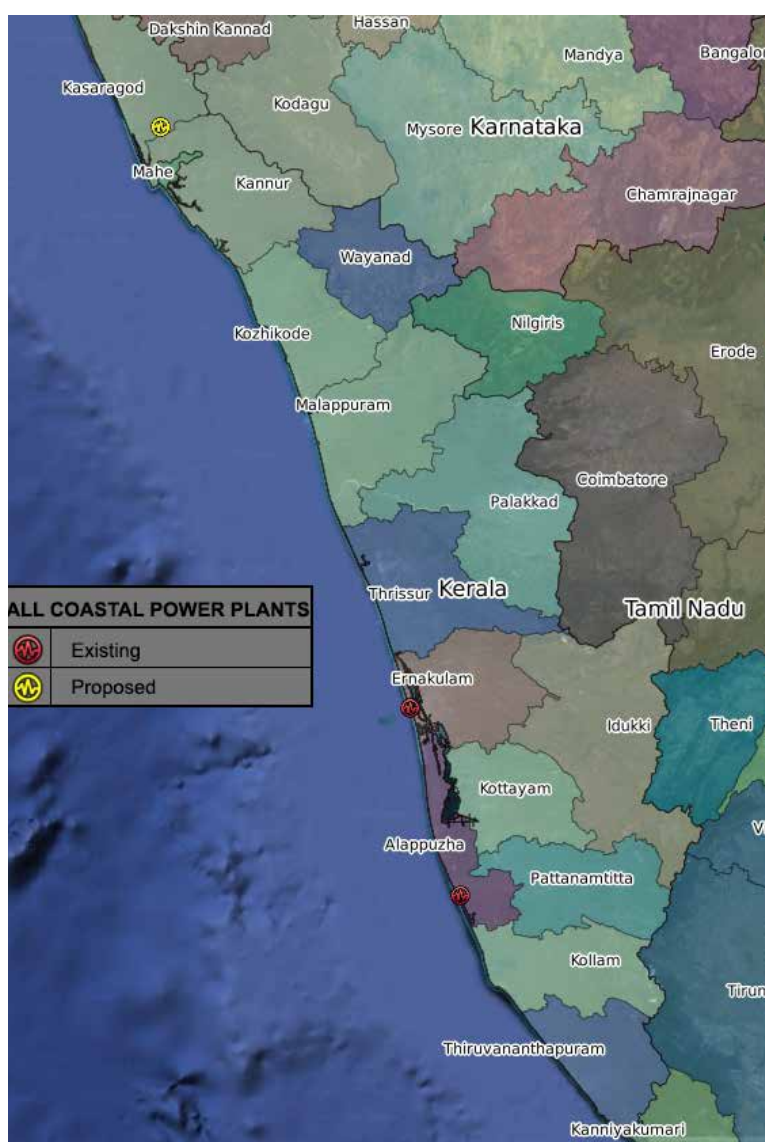 Dakshin Kannad
Hassan
Mandya
Bangalor
Kasaragod
Kodagu
Mysore
Karnataka
Mahe
Kannur
Chamrajnagar
Wayanad
Kozhikode
Nilgiris
Erode
Malappuram
Coimbatore
Palakkad
Thrissur
Kerala
Tamil Nadu
ALL COASTAL POWER PLANTS
Existing
Proposed
Ernakulam
Idukki
Theni
Kottayam
Alappuzha
V
Pattanamtitta
Kollam
Tirun
Thiruvananthapuram
Kanniyakumari